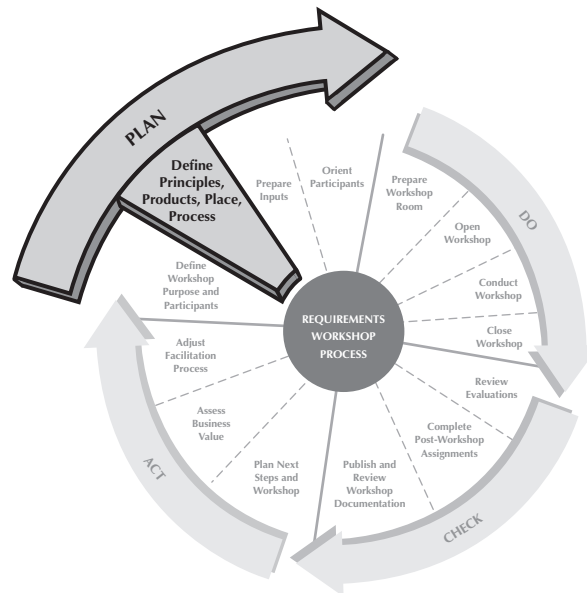 PLAN
Define
Principles,
Products, Place,
Process
Prepare
Inputs
Orient
Participants
Prepare
Workshop
Room
DO
Open
Workshop
Conduct
Workshop
Close
Workshop
Review
Evaluations
Complete
Post-Workshop
Assignments
CHECK
Publish and
Review
Workshop
Documentation
Plan Next
Steps and
Workshop
ACT
Assess
Business
Value
Adjust
Facilitation
Process
Define
Workshop
Purpose and
Participants
REQUIREMENTS
WORKSHOP
PROCESS